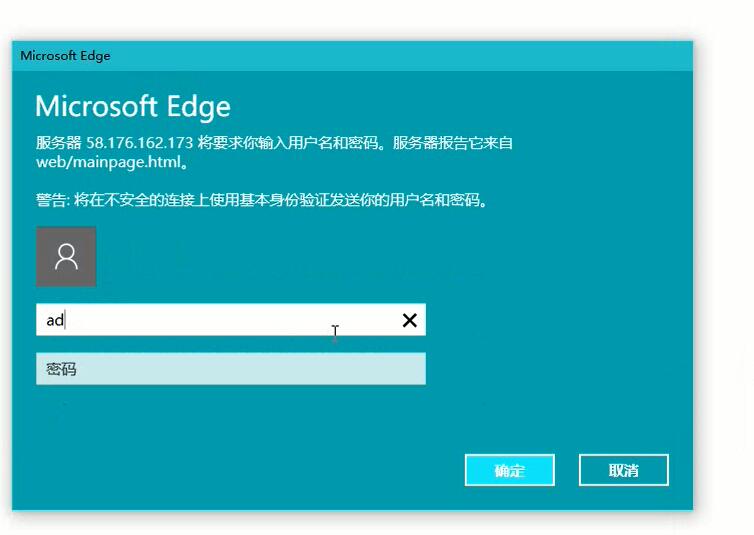 Microsoft Edge
Microsoft Edge
服务器 58.176.162.173 将要求你输入用户名和密码。服务器报告它来自
web/mainpage.html。
警告: 将在不安全的连接上使用基本身份验证发送你的用户名和密码。
ad
密码
确定
取消